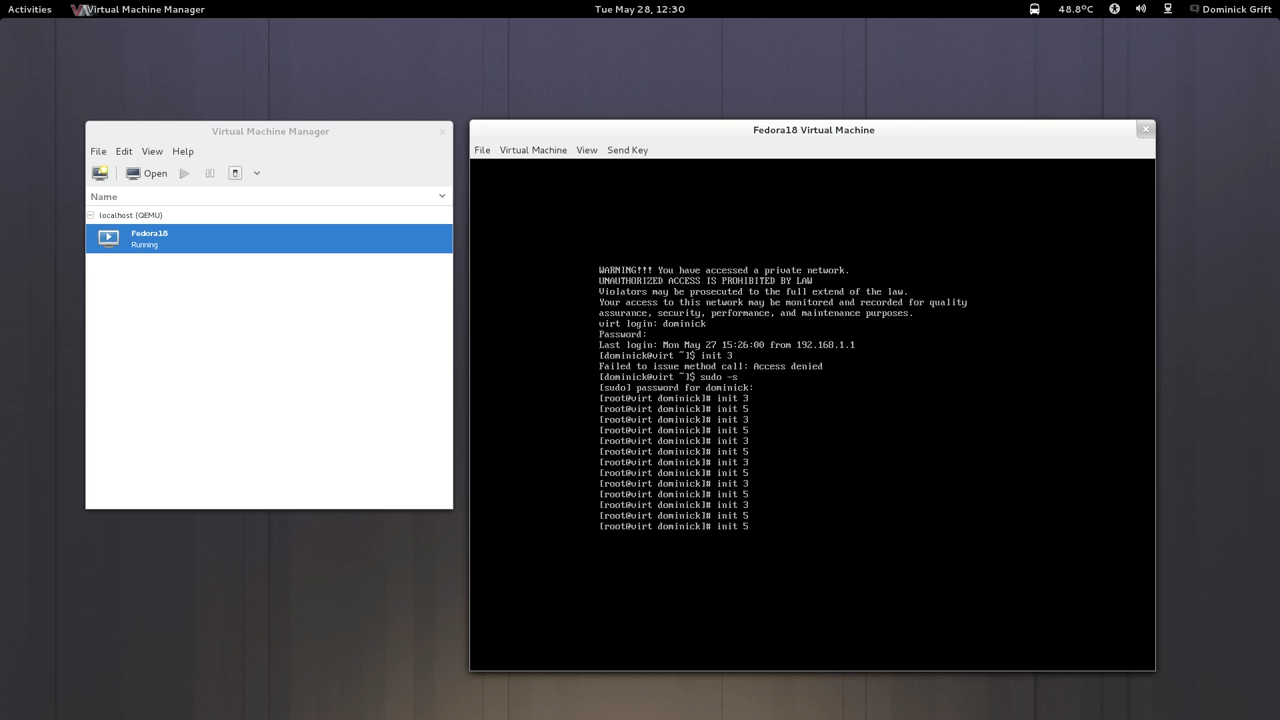 Activities
Virtual Machine Manager
Tue May 28, 12:30
48.8°C
Dominick Grift
Virtual Machine Manager
File Edit View Help
Open
Name
localhost (QEMU)
Fedora18
Running
Fedora18 Virtual Machine
File Virtual Machine View Send Key
WARNING!!! You have accessed a private network.
UNAUTHORIZED ACCESS IS PROHIBITED BY LAW
Violators may be prosecuted to the full extend of the law.
Your access to this network may be monitored and recorded for quality
assurance, security, performance, and maintenance purposes.
virt login: dominick
Password:
Last login: Mon May 27 15:26:00 from 192.168.1.1
[dominick@virt ~]$ init 3
Failed to issue method call: Access denied
[dominick@virt ~]$ sudo -s
[sudo] password for dominick:
[root@virt dominick]# init 3
[root@virt dominick]# init 5
[root@virt dominick]# init 3
[root@virt dominick]# init 5
[root@virt dominick]# init 3
[root@virt dominick]# init 5
[root@virt dominick]# init 3
[root@virt dominick]# init 5
[root@virt dominick]# init 3
[root@virt dominick]# init 5
[root@virt dominick]# init 3
[root@virt dominick]# init 5
[root@virt dominick]# init 5